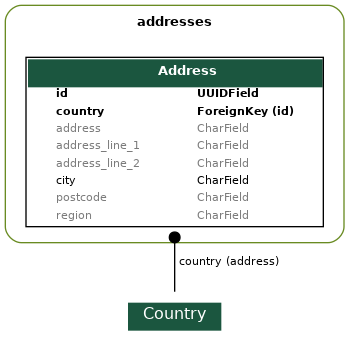 addresses
Address
id UUIDField
country ForeignKey (id)
address CharField
address_line_1 CharField
address_line_2 CharField
city CharField
postcode CharField
region CharField
country (address)
Country